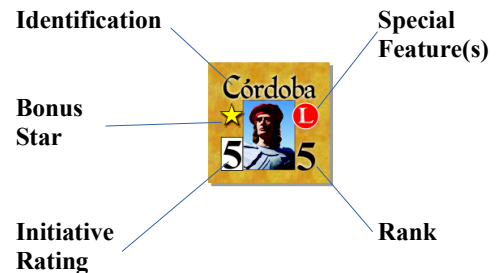 Identification
Special
Feature(s)
Córdoba
L
Bonus
Star
5 5
Initiative
Rating
Rank